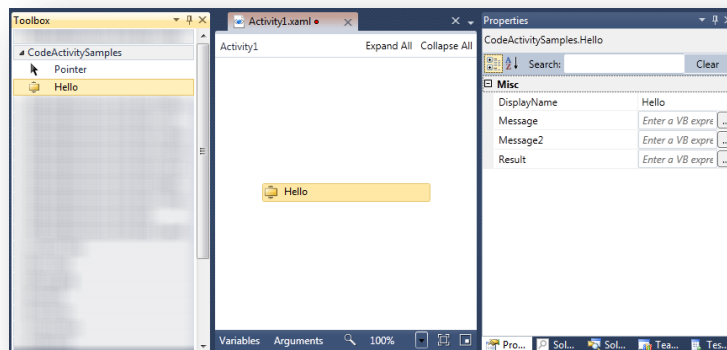 Toolbox
CodeActivitySamples
Pointer
Hello
Activity1.xaml
Activity1
Expand All Collapse All
Hello
Variables Arguments 100%
Properties
CodeActivitySamples.Hello
Search: Clear
Misc
DisplayName Hello
Message Enter a VB expre ...
Message2 Enter a VB expre ...
Result Enter a VB expre ...
Pro... Sol... Sol... Tea... Tes...